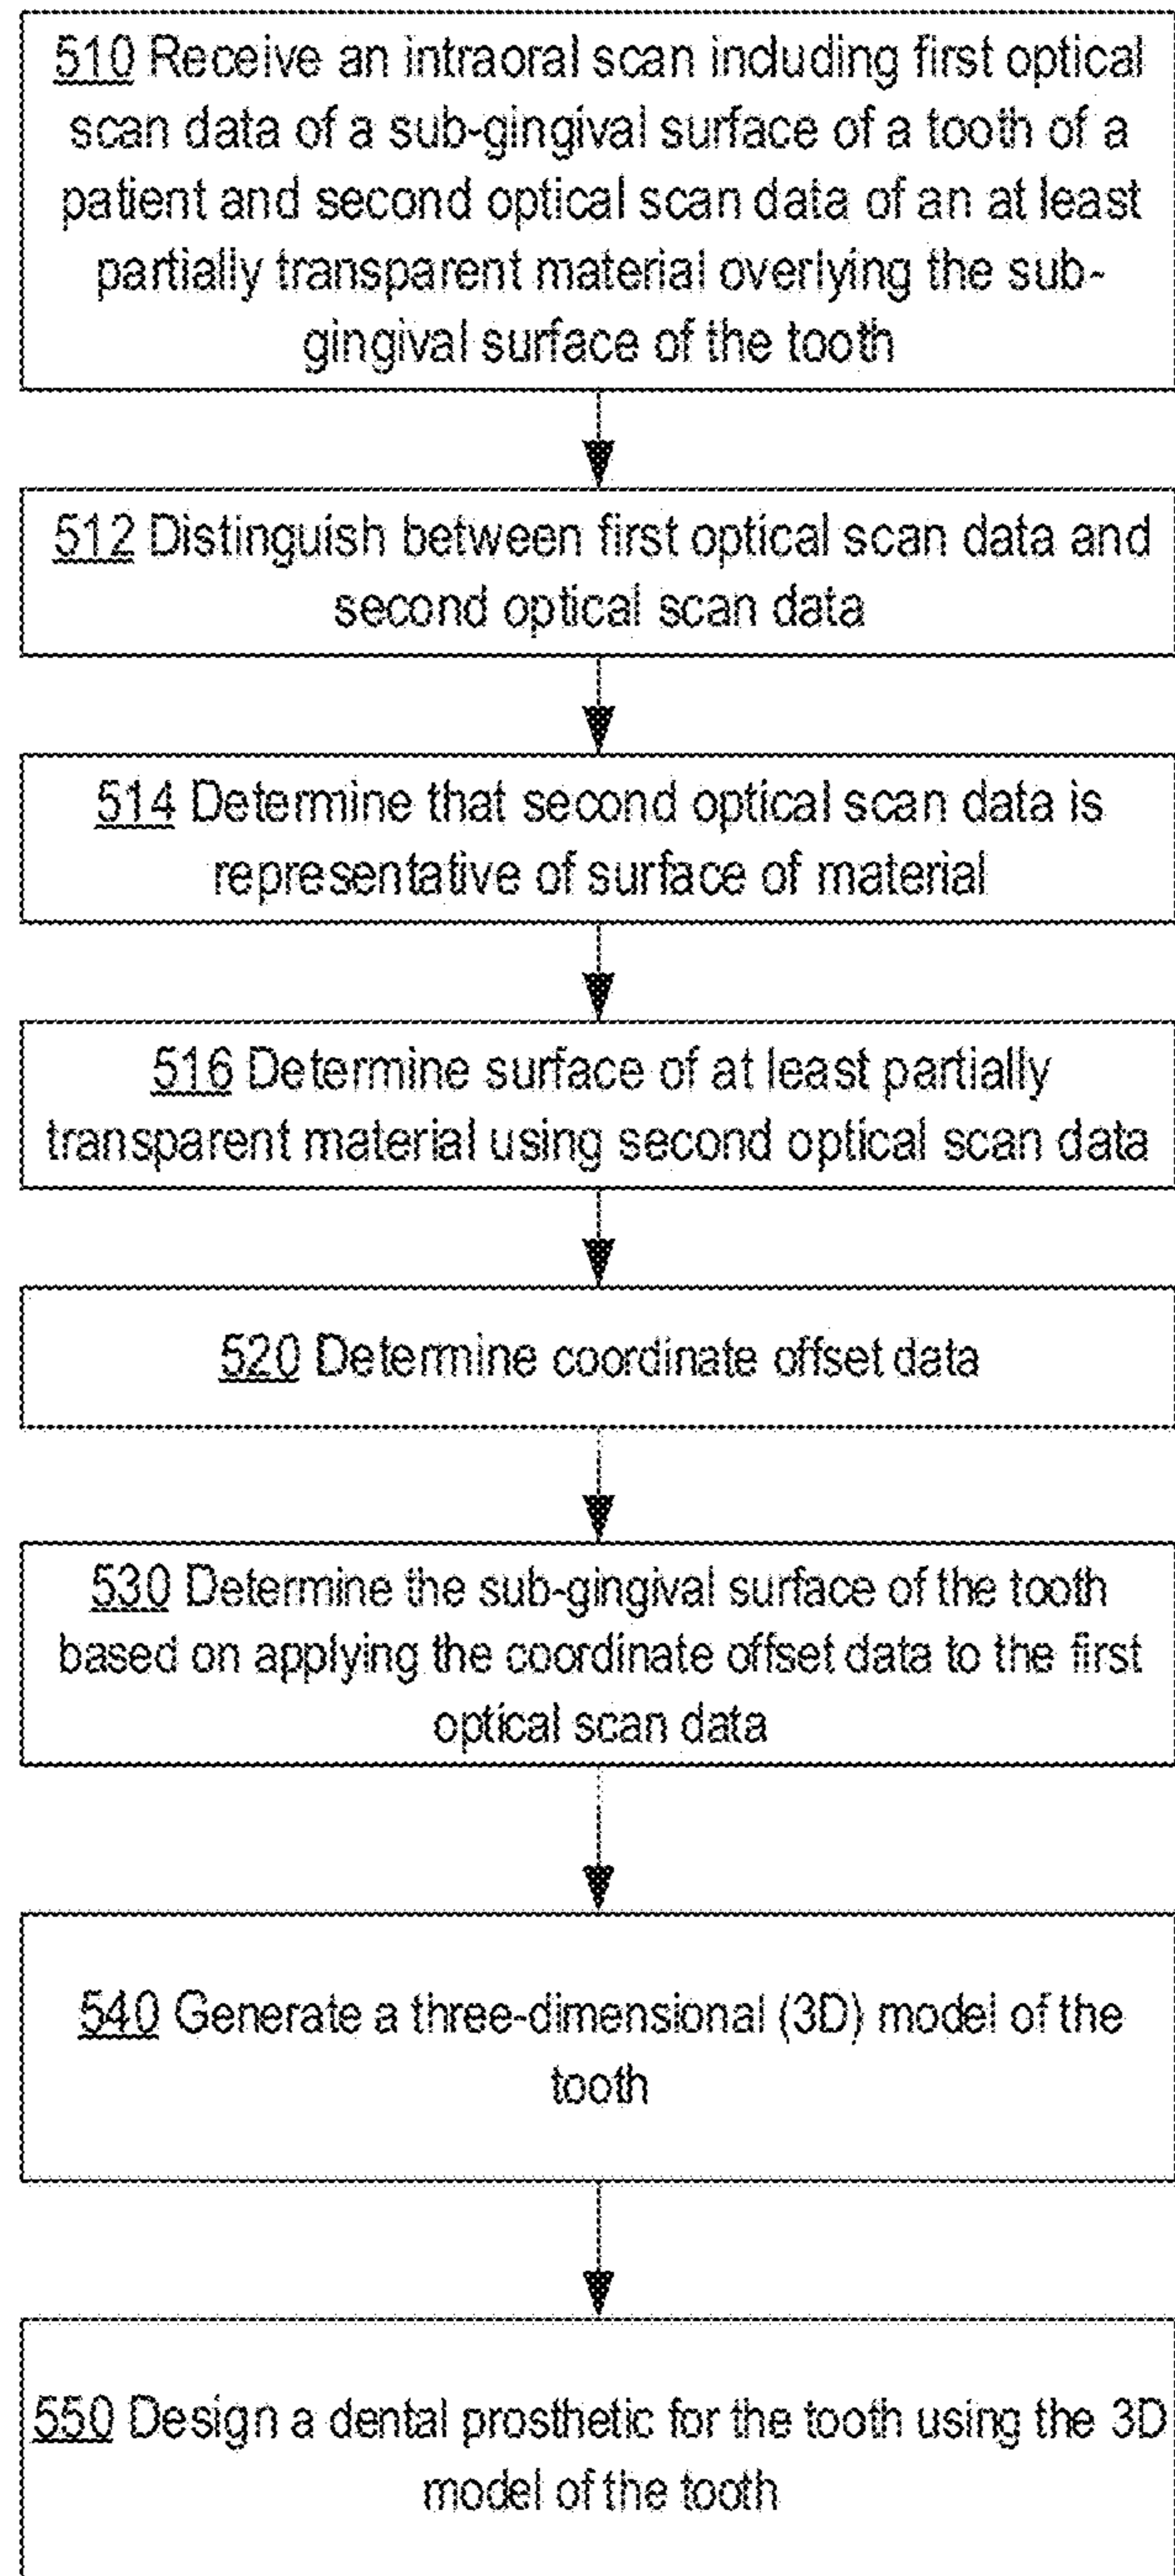 510 Receive an intraoral scan including first optical
scan data of a sub-gingival surface of a tooth of a
patient and second optical scan data of an at least
partially transparent material overlying the sub-
gingival surface of the tooth
512 Distinguish between first optical scan data and
second optical scan data
514 Determine that second optical scan data is
representative of surface of material
516 Determine surface of at least partially
transparent material using second optical scan data
520 Determine coordinate offset data
530 Determine the sub-gingival surface of the tooth
based on applying the coordinate offset data to the first
optical scan data
540 Generate a three-dimensional (3D) model of the
tooth
550 Design a dental prosthetic for the tooth using the 3D
model of the tooth